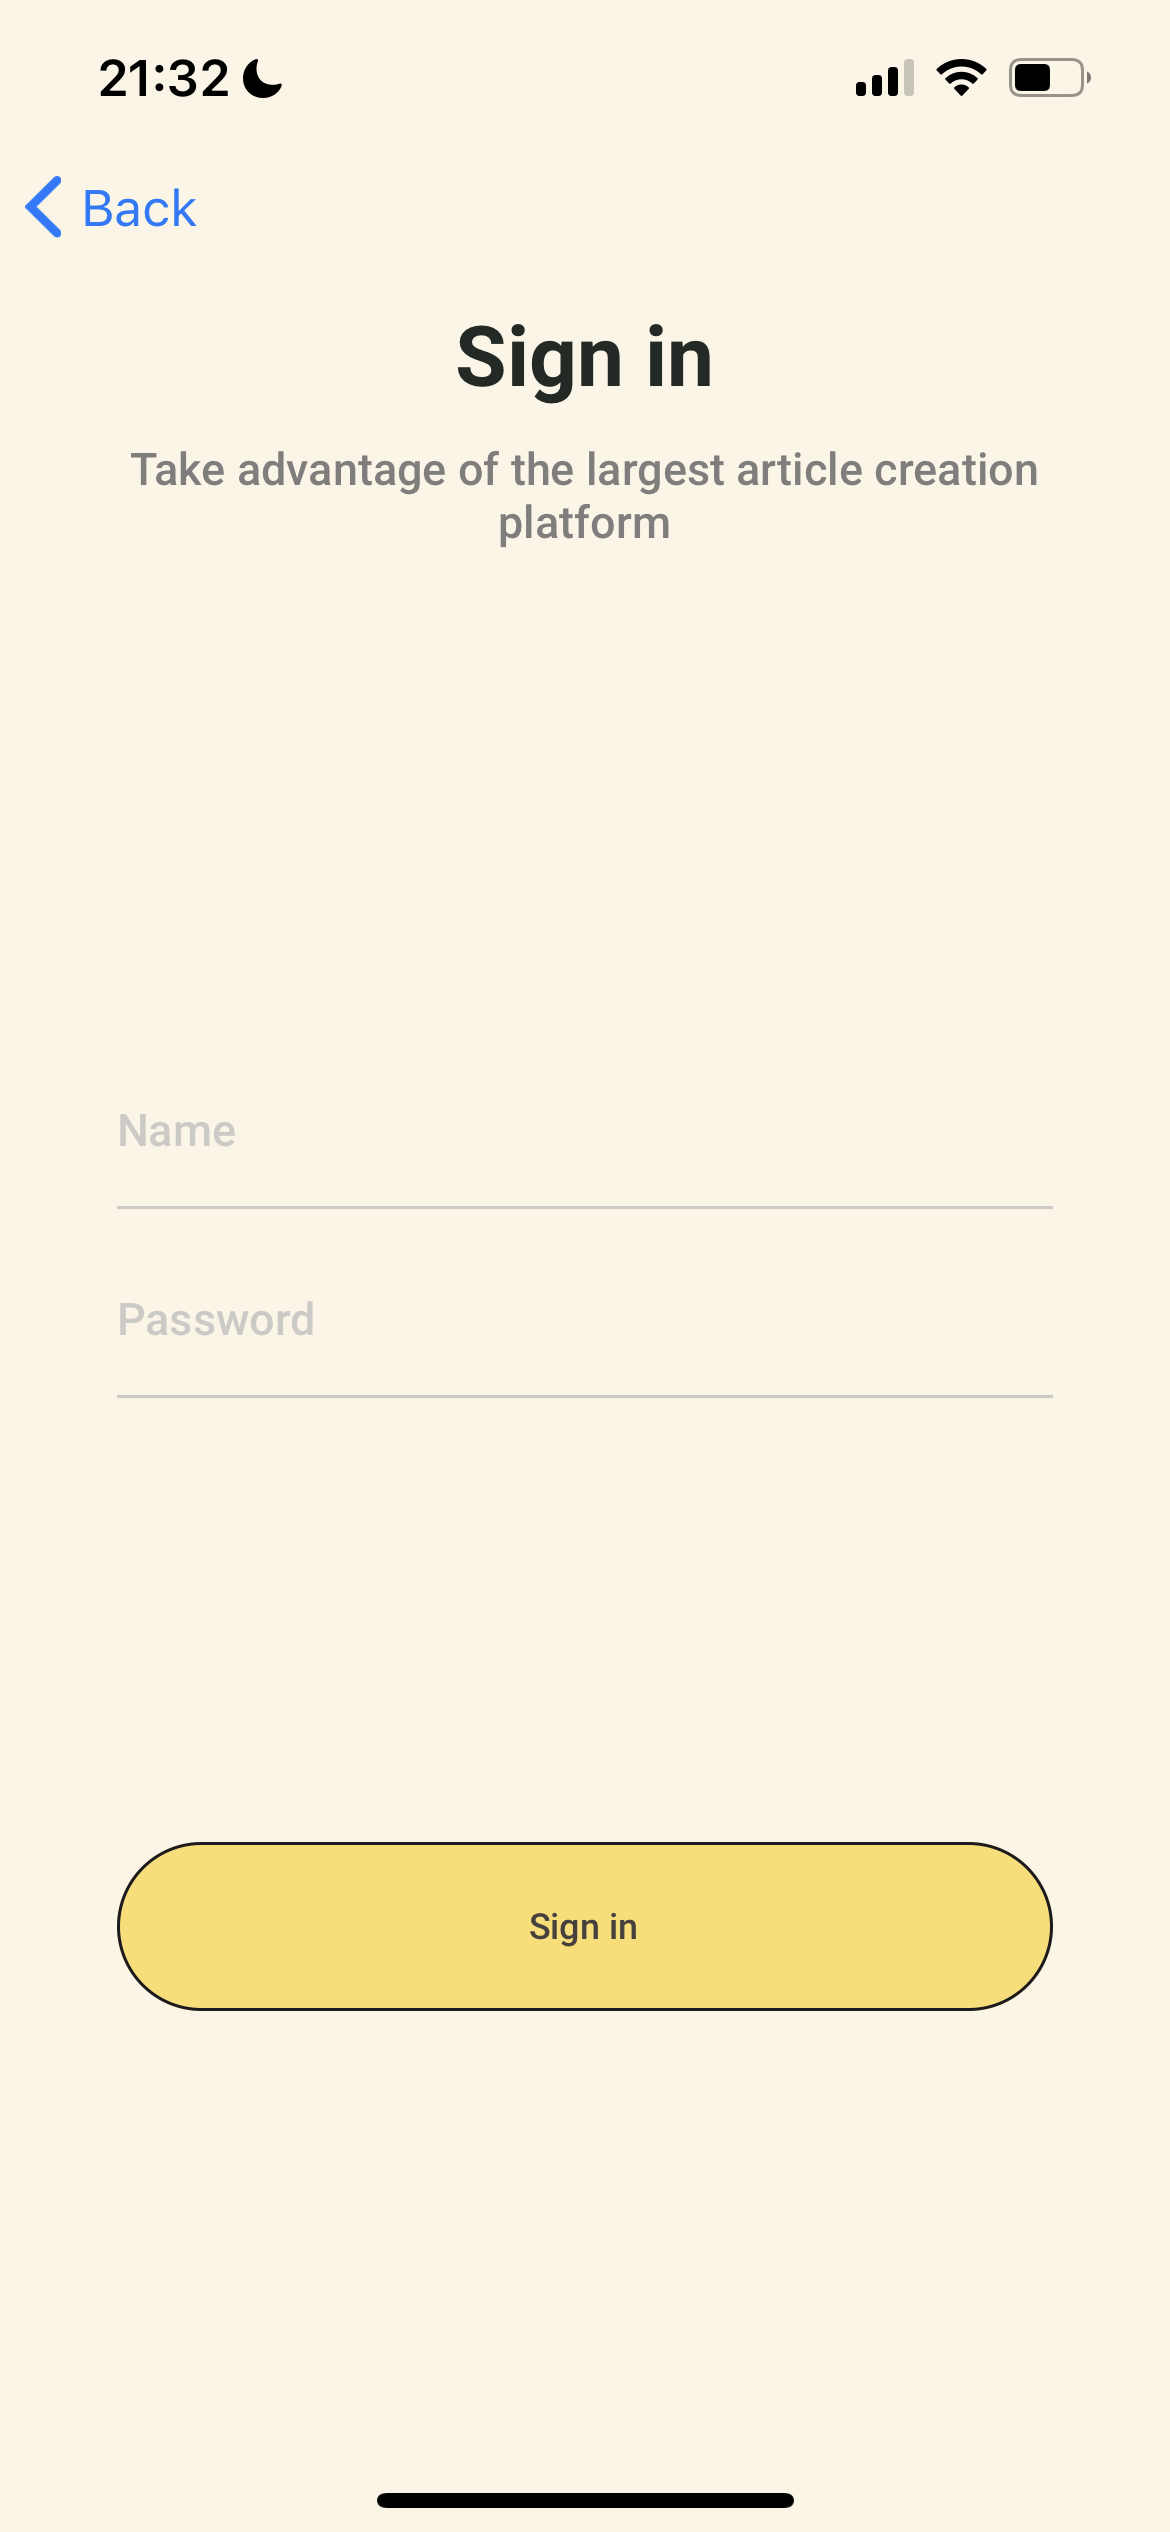 21:32
Back
Sign in
Take advantage of the largest article creation
platform
Name
Password
Sign in